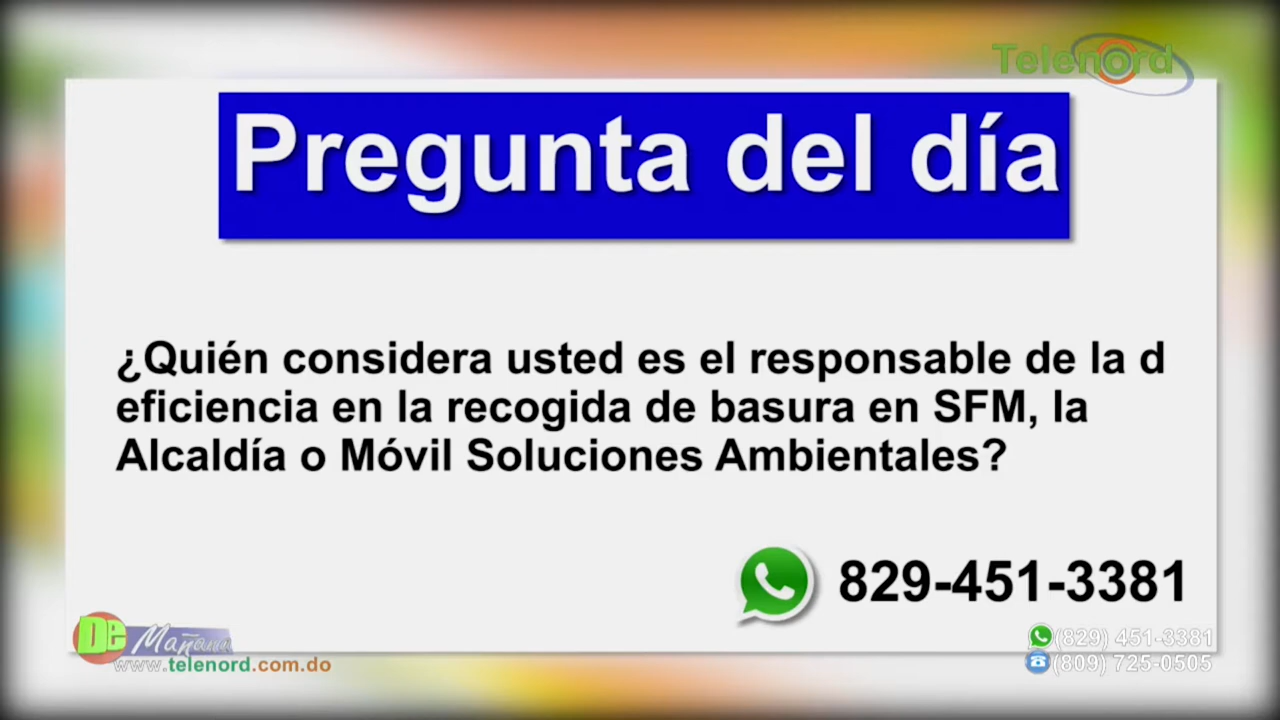 Telenord
Pregunta del día
¿Quién considera usted es el responsable de la d
eficiencia en la recogida de basura en SFM, la
Alcaldía o Móvil Soluciones Ambientales?
829-451-3381
De Mañana
www.telenord.com.do
(829) 451-3381
(809) 725-0505